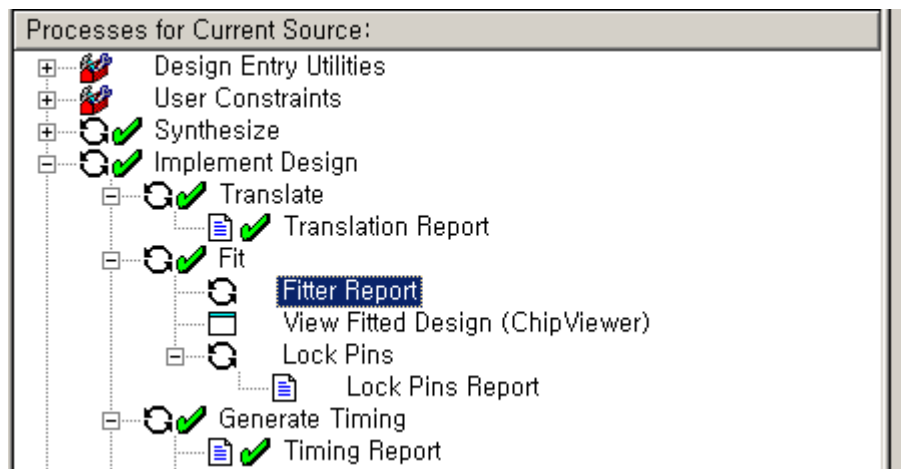 Processes for Current Source:
Design Entry Utilities
User Constraints
Synthesize
Implement Design
Translate
Translation Report
Fit
Fitter Report
View Fitted Design (ChipViewer)
Lock Pins
Lock Pins Report
Generate Timing
Timing Report